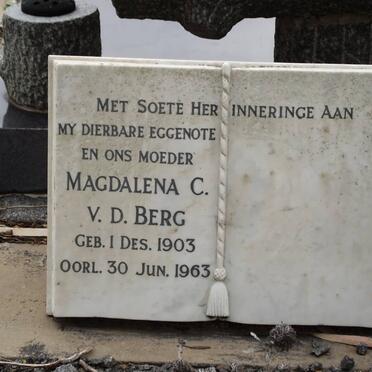 MET SOETE HERINNERINGE AAN
MY DIERBARE EGGENOTE
EN ONS MOEDER
MAGDALENA C.
V. D. BERG
GEB. 1 DES. 1903
OORL. 30 JUN. 1963